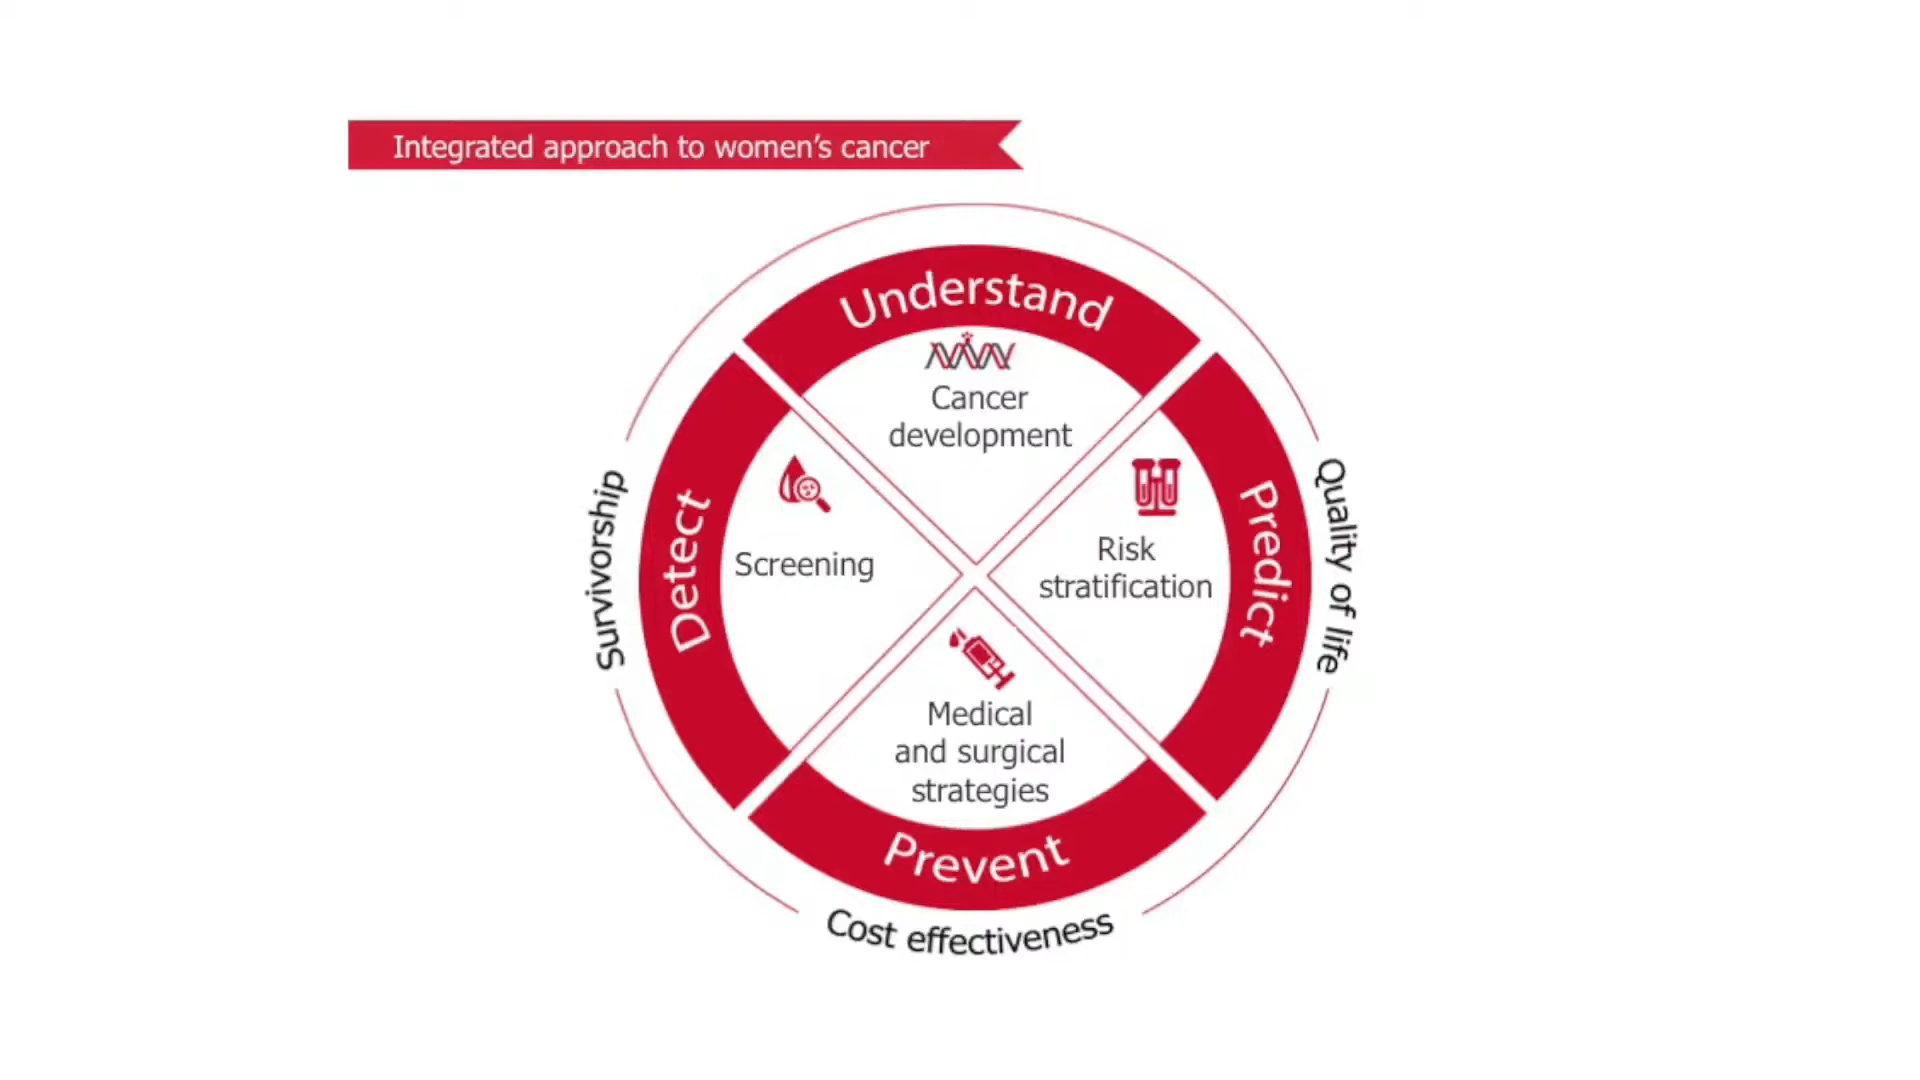 Integrated approach to women's cancer
Understand
Cancer
development
Detect
Screening
Predict
Risk
stratification
Prevent
Medical
and surgical
strategies
Survivorship
Quality of life
Cost effectiveness